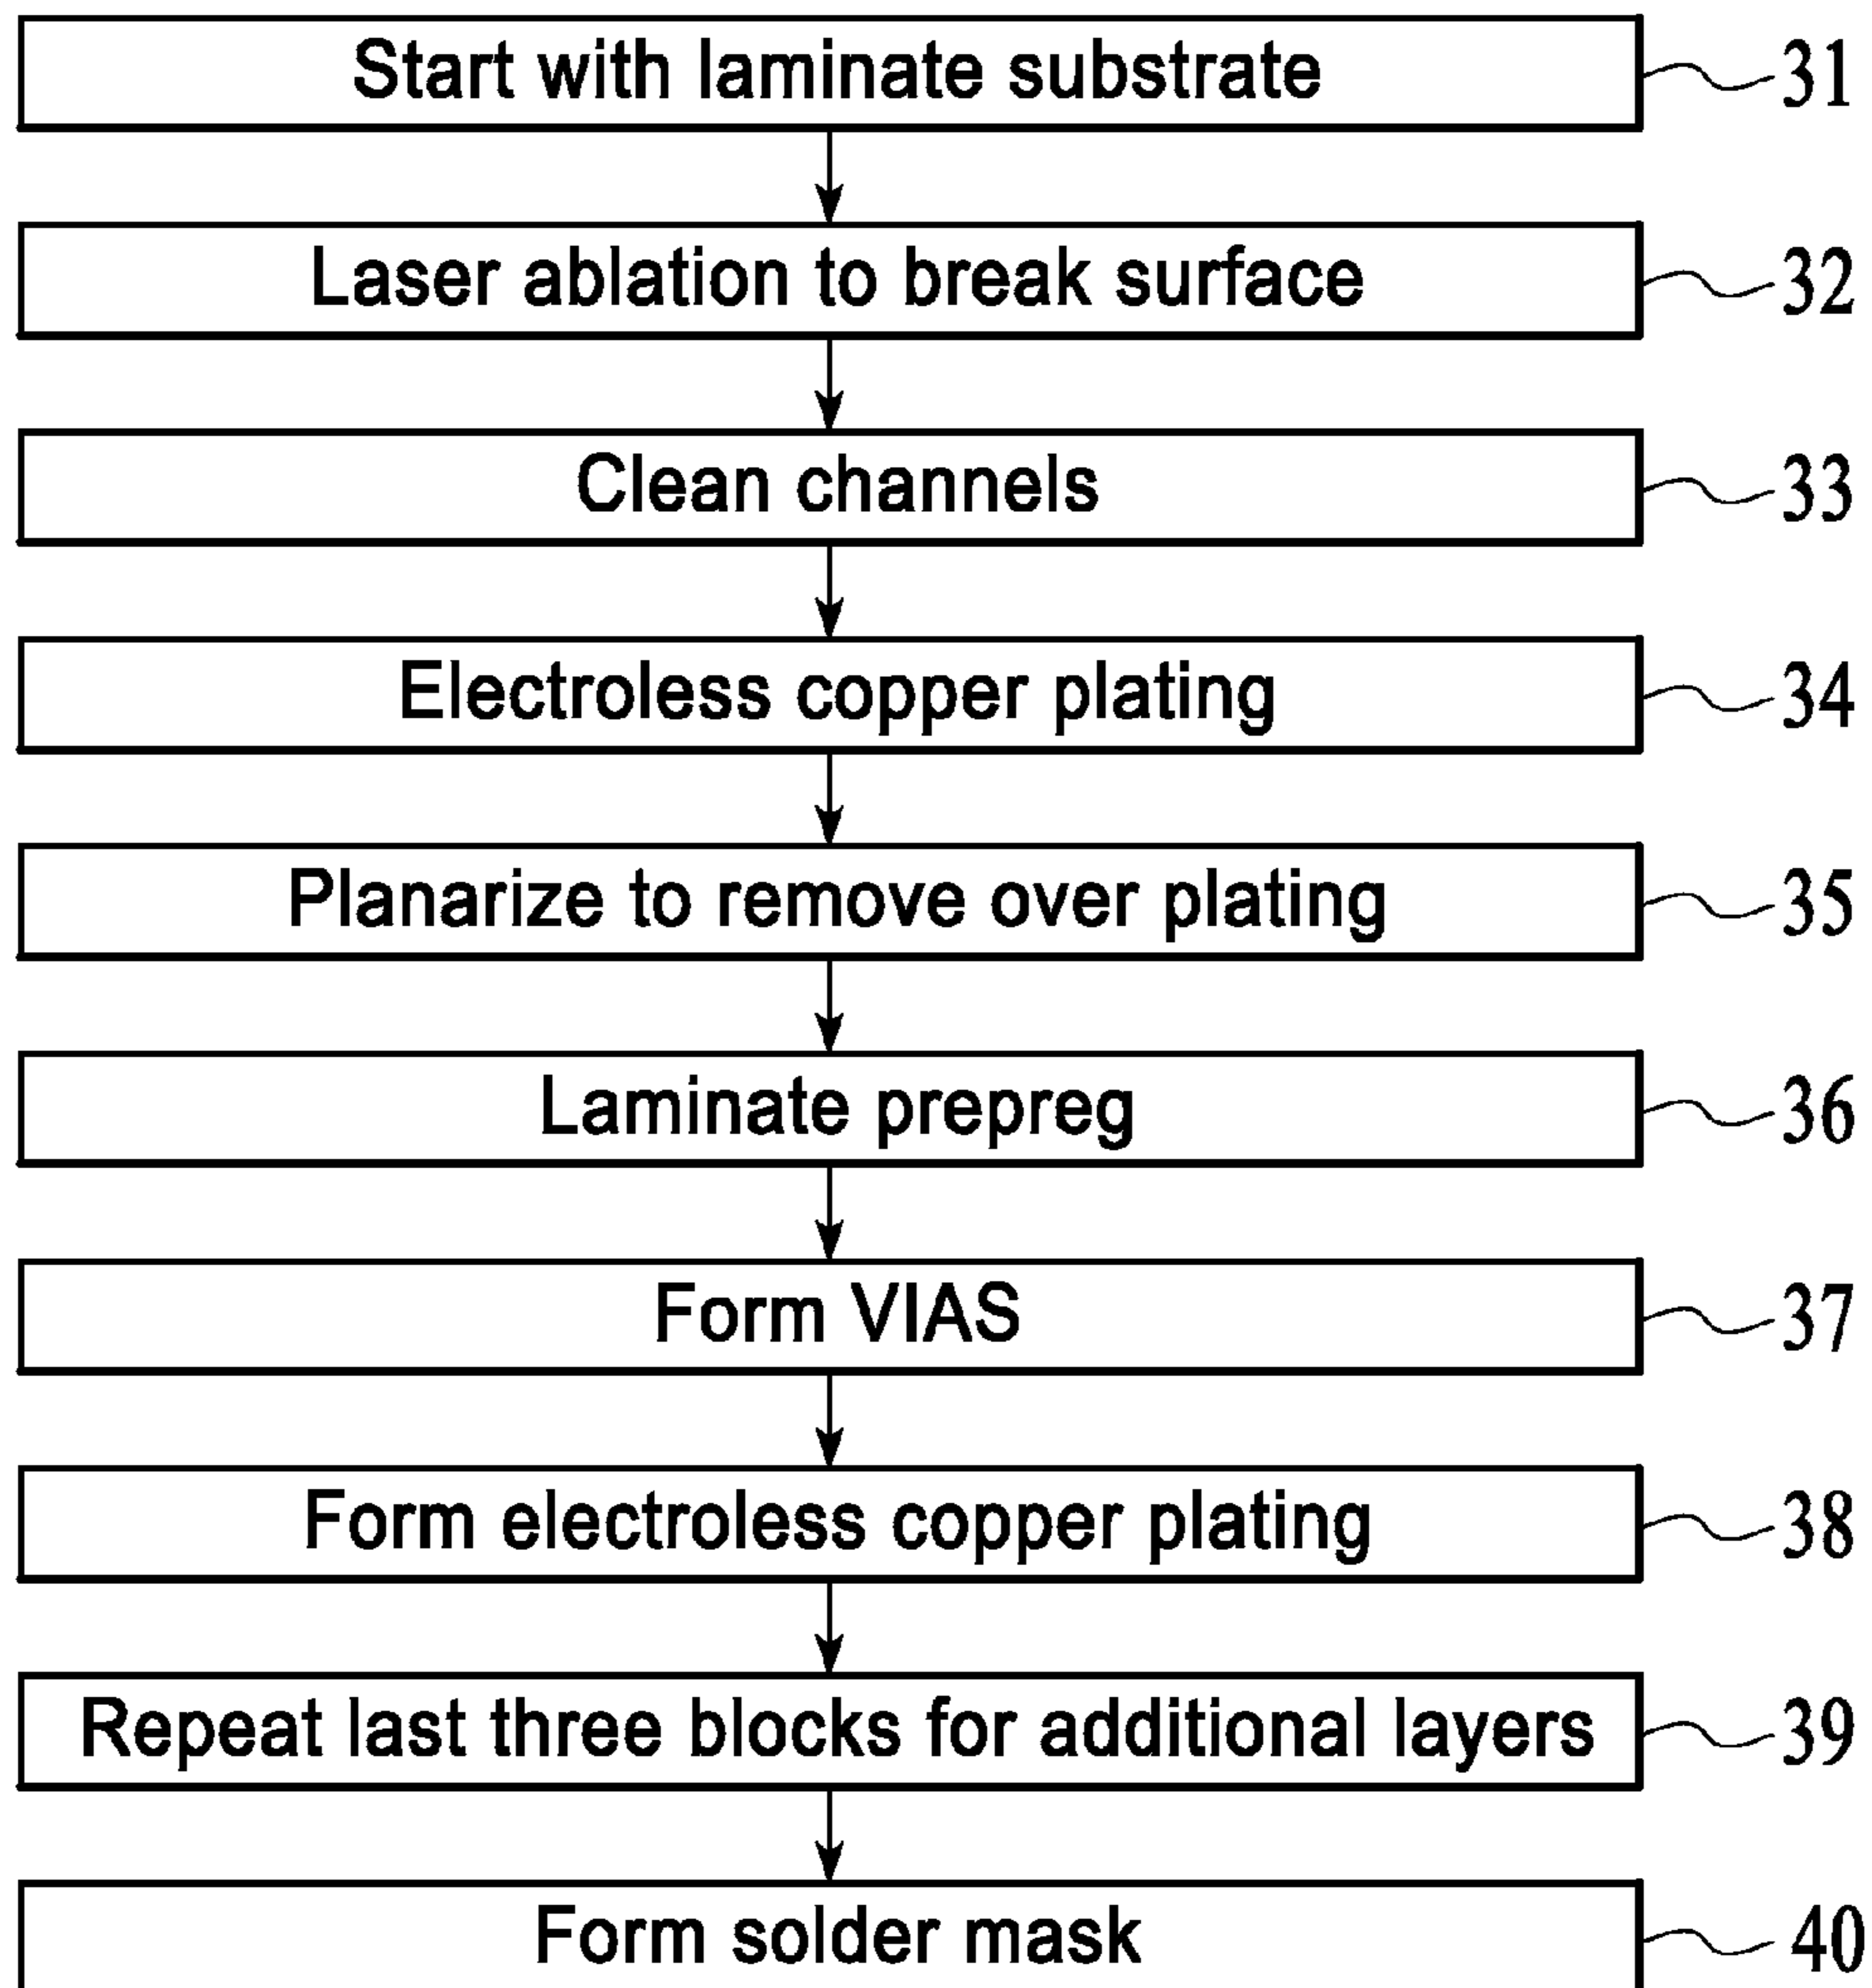 Start with laminate substrate 31
Laser ablation to break surface 32
Clean channels 33
Electroless copper plating 34
Planarize to remove over plating 35
Laminate prepreg 36
Form VIAS 37
Form electroless copper plating 38
Repeat last three blocks for additional layers 39
Form solder mask 40